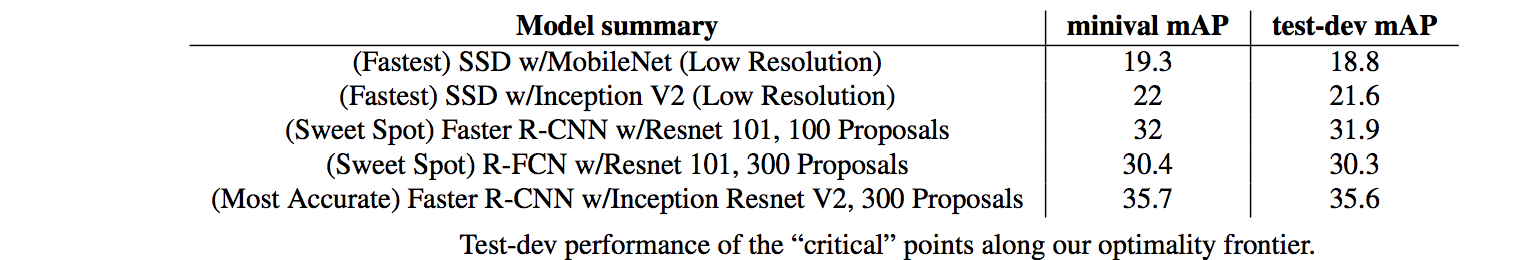 Model summary minival mAP test-dev mAP
(Fastest) SSD w/MobileNet (Low Resolution) 19.3 18.8
(Fastest) SSD w/Inception V2 (Low Resolution) 22 21.6
(Sweet Spot) Faster R-CNN w/Resnet 101, 100 Proposals 32 31.9
(Sweet Spot) R-FCN w/Resnet 101, 300 Proposals 30.4 30.3
(Most Accurate) Faster R-CNN w/Inception Resnet V2, 300 Proposals 35.7 35.6
Test-dev performance of the “critical” points along our optimality frontier.